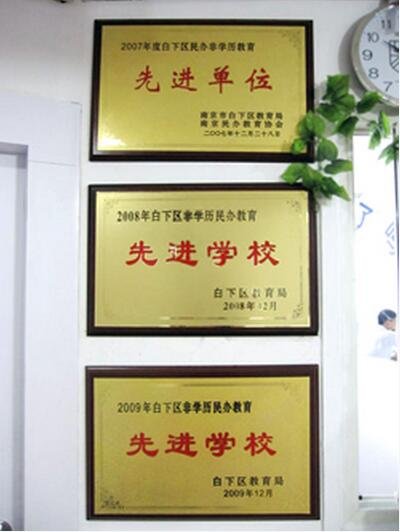 2007年度白下区民办非学历教育
先进单位
南京市白下区教育局
南京民办教育协会
二〇〇七年十二月二十八日
2008年白下区非学历民办教育
先进学校
白下区教育局
2008年12月
2009年白下区非学历民办教育
先进学校
白下区教育局
2009年12月